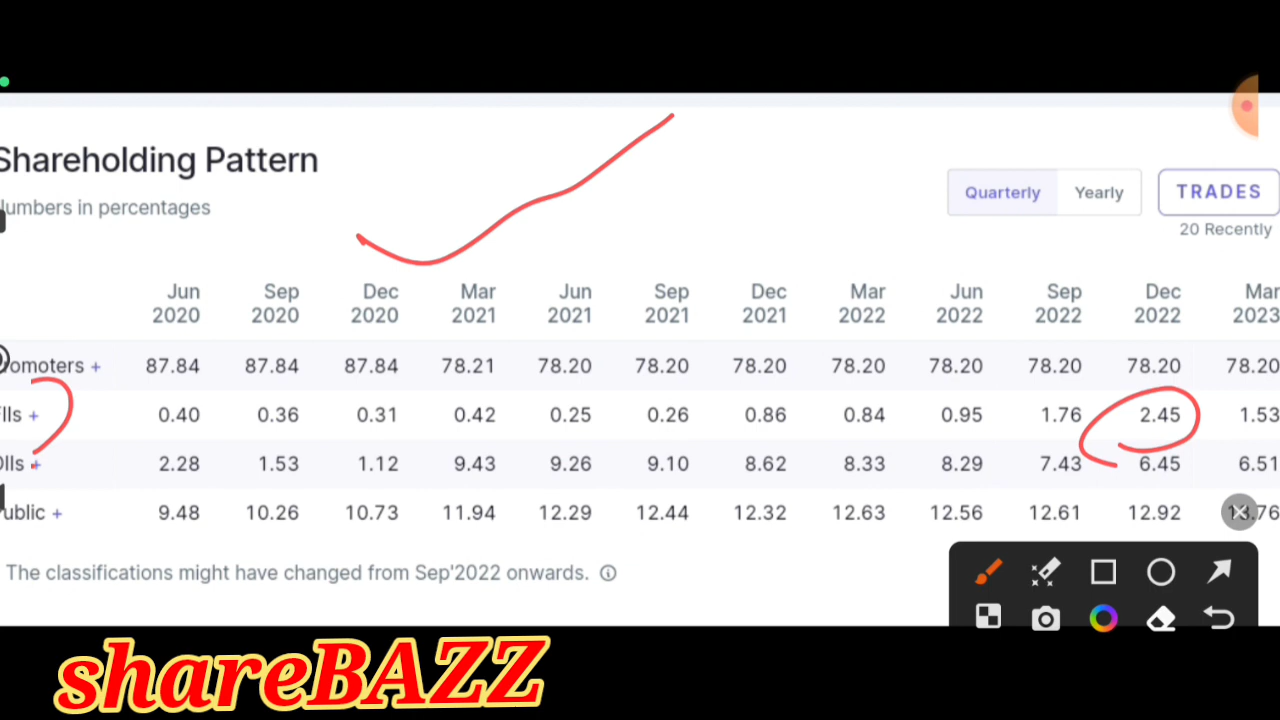 Shareholding Pattern
Numbers in percentages
Quarterly Yearly TRADES
20 Recently
Jun Sep Dec Mar Jun Sep Dec Mar Jun Sep Dec Mar
2020 2020 2020 2021 2021 2021 2021 2022 2022 2022 2022 2023
romoters + 87.84 87.84 87.84 78.21 78.20 78.20 78.20 78.20 78.20 78.20 78.20 78.20
FIIs + 0.40 0.36 0.31 0.42 0.25 0.26 0.86 0.84 0.95 1.76 2.45 1.53
DIIs + 2.28 1.53 1.12 9.43 9.26 9.10 8.62 8.33 8.29 7.43 6.45 6.51
ublic + 9.48 10.26 10.73 11.94 12.29 12.44 12.32 12.63 12.56 12.61 12.92
The classifications might have changed from Sep'2022 onwards.
shareBAZZ